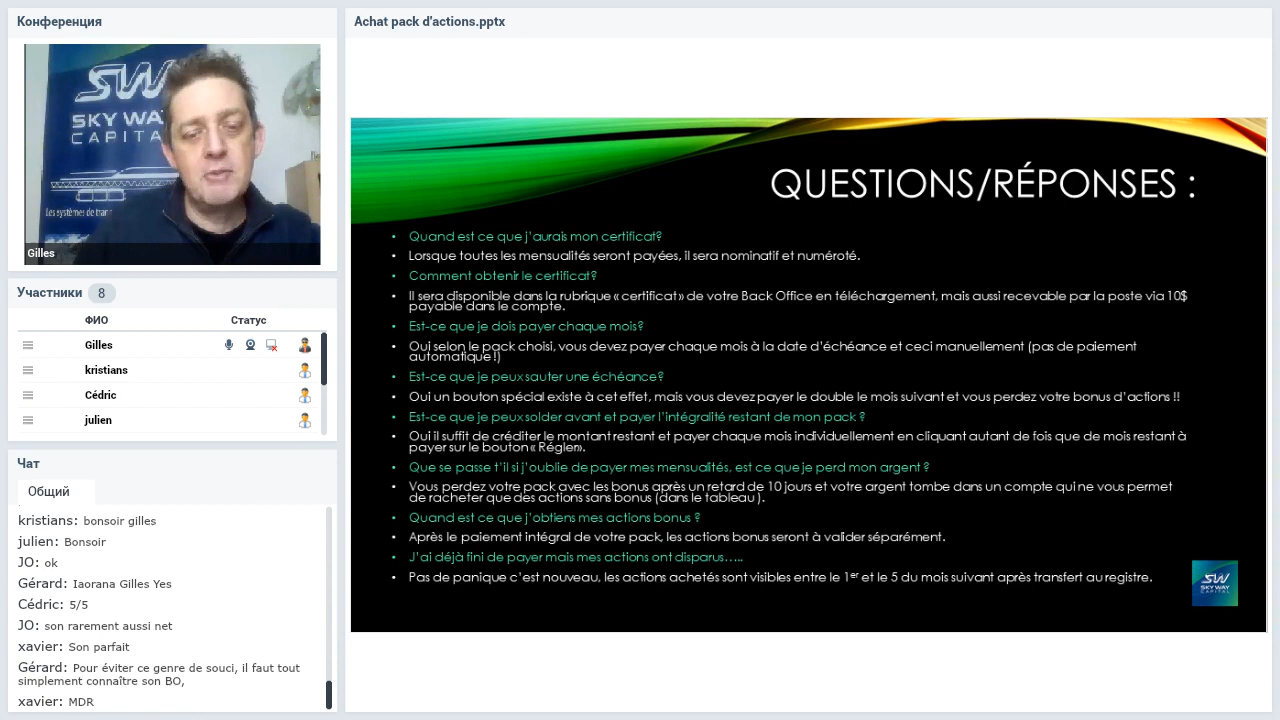 Конференция
SW
SKY WAY
CAPITAL
Les systèmes de tran
Gilles
Участники 8
ФИО Статус
Gilles
kristians
Cédric
julien
Чат
Общий
kristians: bonsoir gilles
julien: Bonsoir
JO: ok
Gérard: Iaorana Gilles Yes
Cédric: 5/5
JO: son rarement aussi net
xavier: Son parfait
Gérard: Pour éviter ce genre de souci, il faut tout
simplement connaître son BO,
xavier: MDR
Achat pack d'actions.pptx
QUESTIONS/RÉPONSES :
• Quand est ce que j'aurais mon certificat?
• Lorsque toutes les mensualités seront payées, il sera nominatif et numéroté.
• Comment obtenir le certificat?
• Il sera disponible dans la rubrique « certificat » de votre Back Office en téléchargement, mais aussi recevable par la poste via 10$
payable dans le compte.
• Est-ce que je dois payer chaque mois?
• Oui selon le pack choisi, vous devez payer chaque mois à la date d'échéance et ceci manuellement (pas de paiement
automatique !)
• Est-ce que je peux sauter une échéance?
• Oui un bouton spécial existe à cet effet, mais vous devez payer le double le mois suivant et vous perdez votre bonus d'actions !!
• Est-ce que je peux solder avant et payer l'intégralité restant de mon pack ?
• Oui il suffit de créditer le montant restant et payer chaque mois individuellement en cliquant autant de fois que de mois restant à
payer sur le bouton « Régler».
• Que se passe t'il si j'oublie de payer mes mensualités, est ce que je perd mon argent ?
• Vous perdez votre pack avec les bonus après un retard de 10 jours et votre argent tombe dans un compte qui ne vous permet
de racheter que des actions sans bonus (dans le tableau ).
• Quand est ce que j'obtiens mes actions bonus ?
• Après le paiement intégral de votre pack, les actions bonus seront à valider séparément.
• J'ai déjà fini de payer mais mes actions ont disparus…..
• Pas de panique c'est nouveau, les actions achetés sont visibles entre le 1er et le 5 du mois suivant après transfert au registre.
SW
SKY WAY
CAPITAL